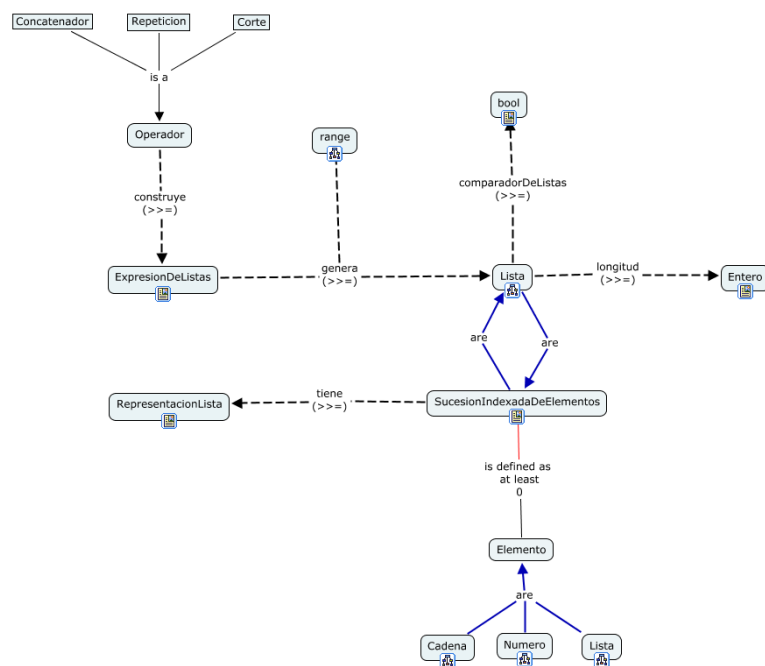 Concatenador
Repeticion
Corte
is a
Operador
bool
range
construye
(>>=)
comparadorDeListas
(>>=)
ExpresionDeListas
genera
(>>=)
Lista
longitud
(>>=)
Entero
are
are
RepresentacionLista
tiene
(>>=)
SucesionIndexadaDeElementos
is defined as
at least
0
Elemento
are
Cadena
Numero
Lista